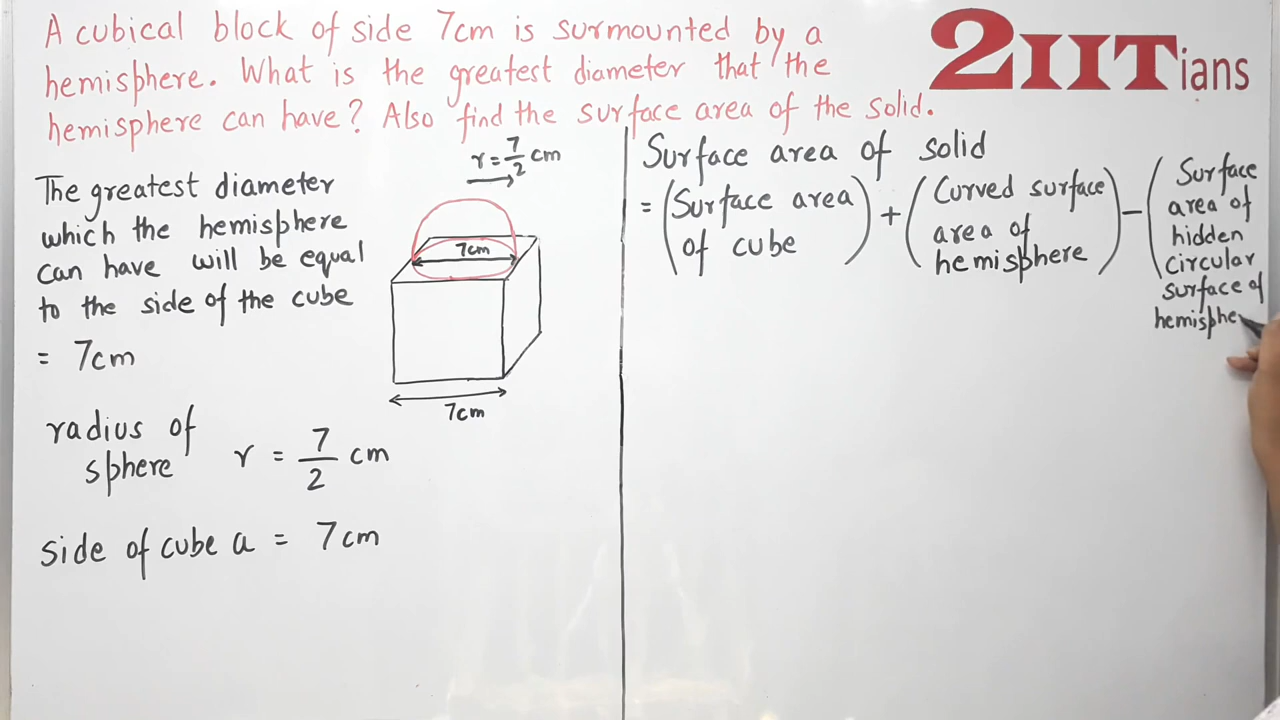 A cubical block of side 7cm is surmounted by a
hemisphere. What is the greatest diameter that the
hemisphere can have? Also find the surface area of the solid.
2IITians
The greatest diameter
which the hemisphere
can have will be equal
to the side of the cube
= 7cm
radius of
sphere r = 7/2 cm
side of cube a = 7cm
r = 7/2 cm
7cm
7cm
Surface area of solid
= (Surface area
of cube)
+ (Curved surface
area of
hemisphere)
- (Surface
area of
hidden
circular
surface of
hemisphe